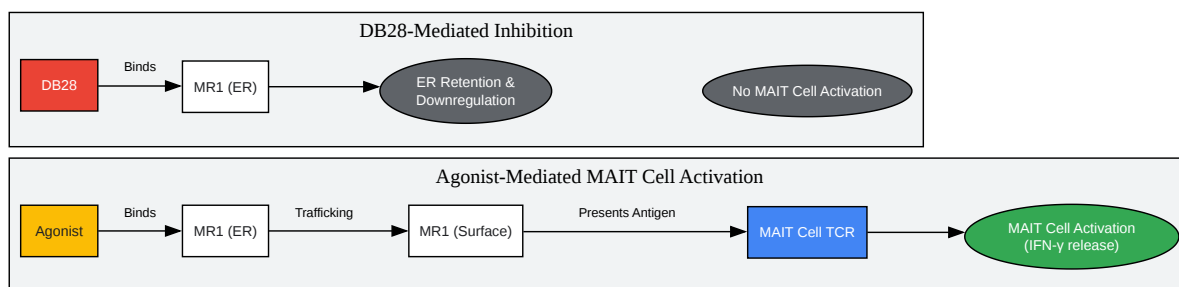 DB28-Mediated Inhibition
DB28
Binds
MR1 (ER)
ER Retention &
Downregulation
No MAIT Cell Activation
Agonist-Mediated MAIT Cell Activation
Agonist
Binds
MR1 (ER)
Trafficking
MR1 (Surface)
Presents Antigen
MAIT Cell TCR
MAIT Cell Activation
(IFN-γ release)